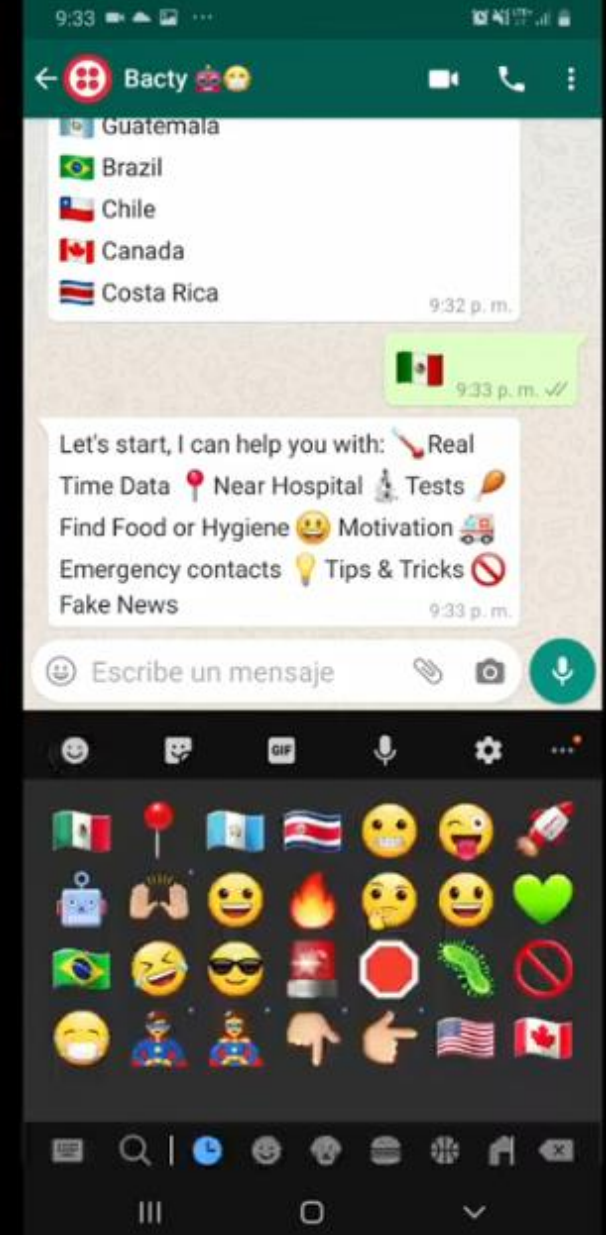 9:33
Bacty 🤖😷
🇬🇹 Guatemala
🇧🇷 Brazil
🇨🇱 Chile
🇨🇦 Canada
🇨🇷 Costa Rica
9:32 p. m.
🇲🇽
9:33 p. m.
Let's start, I can help you with: 🌡️Real
Time Data 📍 Near Hospital 🔬 Tests 🍗
Find Food or Hygiene 😃 Motivation 🚑
Emergency contacts 💡 Tips & Tricks 🚫
Fake News
9:33 p. m.
Escribe un mensaje
GIF